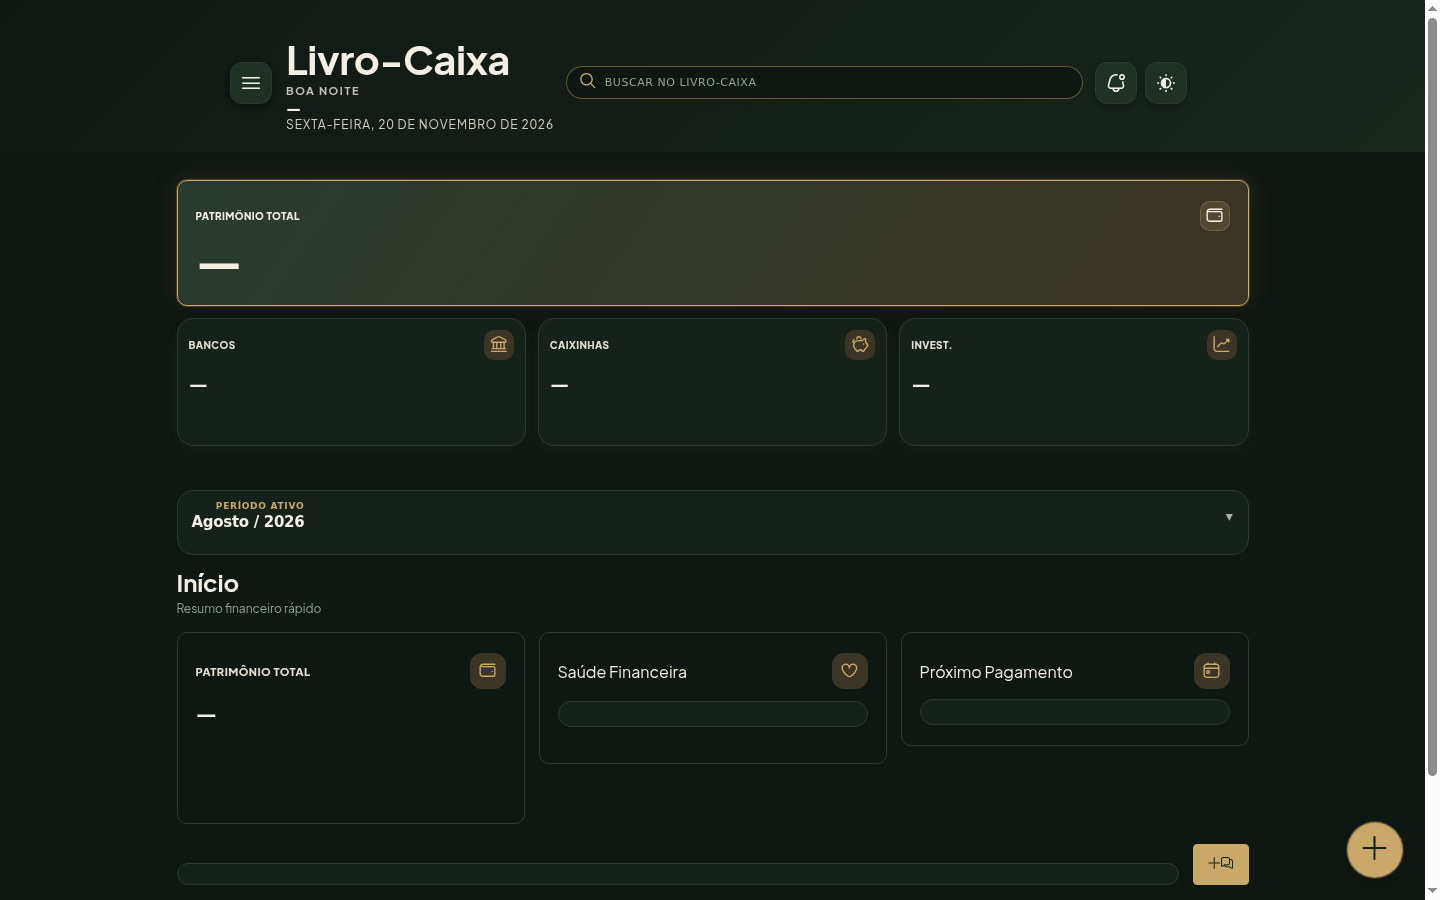 Livro-Caixa
BOA NOITE
—
SEXTA-FEIRA, 20 DE NOVEMBRO DE 2026
BUSCAR NO LIVRO-CAIXA
PATRIMÔNIO TOTAL
—
BANCOS
—
CAIXINHAS
—
INVEST.
—
PERÍODO ATIVO
Agosto / 2026
▼
Início
Resumo financeiro rápido
PATRIMÔNIO TOTAL
—
Saúde Financeira
Próximo Pagamento